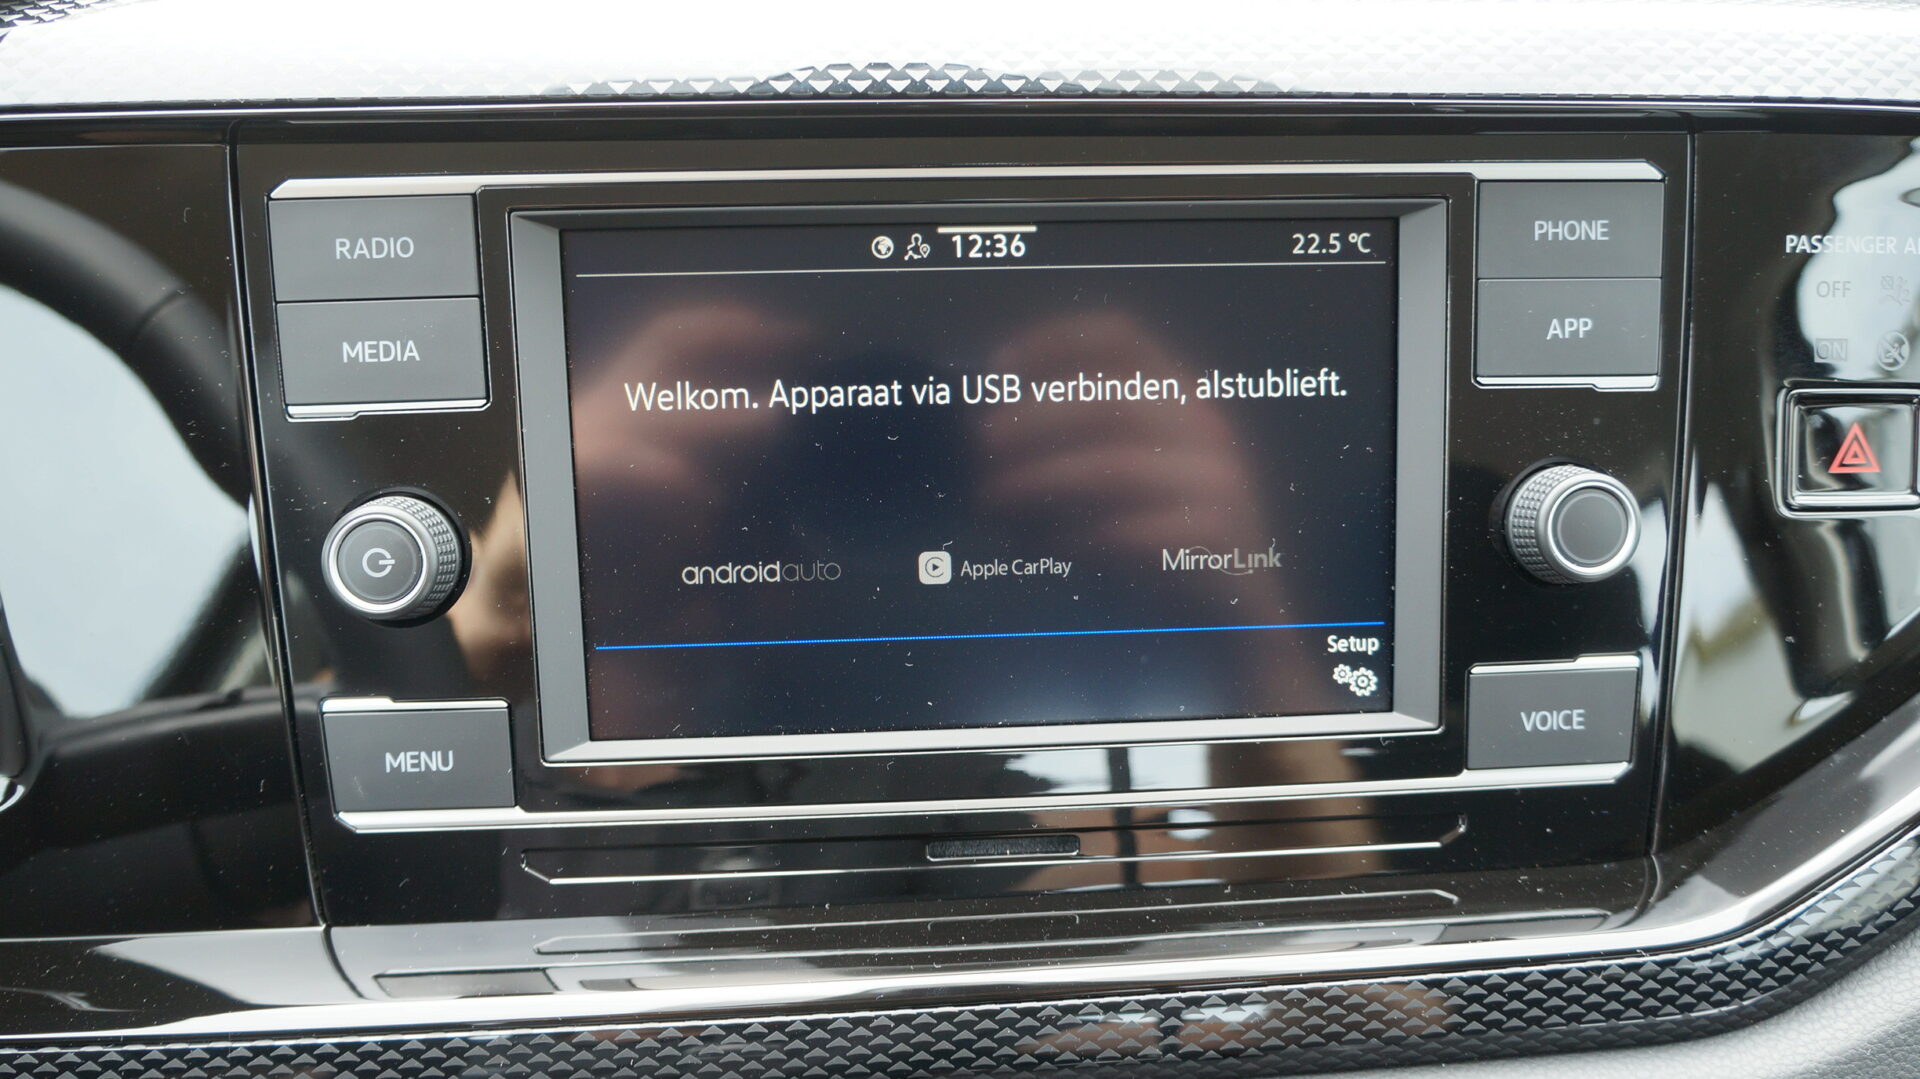 RADIO
MEDIA
MENU
12:36
22.5 °C
Welkom. Apparaat via USB verbinden, alstublieft.
androidauto
Apple CarPlay
MirrorLink
Setup
PHONE
APP
VOICE
PASSENGER
OFF
ON